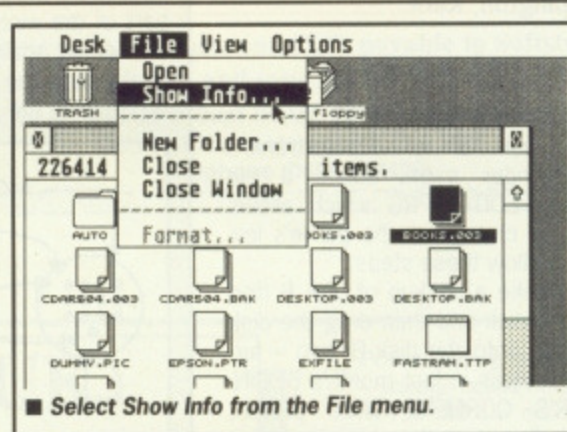 Desk File View Options
Open
Show Info...
TRASH
floppy
New Folder...
Close
Close Window
Format...
226414
items.
AUTO
OOKS.003
BOOKS.003
CDARS04.003
CDARS04.BAK
DESKTOP.003
DESKTOP.BAK
DUMMY.PIC
EPSON.PTR
EXFILE
FASTRAM.TTP
■ Select Show Info from the File menu.